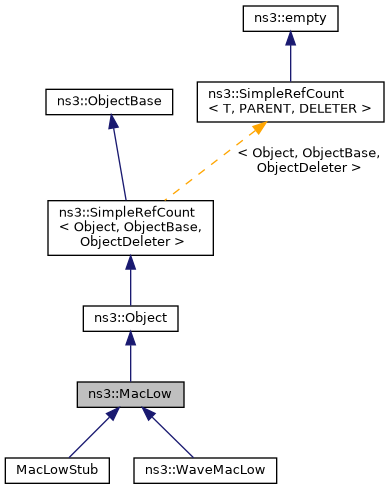 ns3::empty
ns3::SimpleRefCount
< T, PARENT, DELETER >
ns3::ObjectBase
< Object, ObjectBase,
ObjectDeleter >
ns3::SimpleRefCount
< Object, ObjectBase,
ObjectDeleter >
ns3::Object
ns3::MacLow
MacLowStub
ns3::WaveMacLow